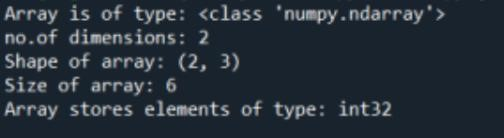 Array is of type: <class 'numpy.ndarray'>
no.of dimensions: 2
Shape of array: (2, 3)
Size of array: 6
Array stores elements of type: int32